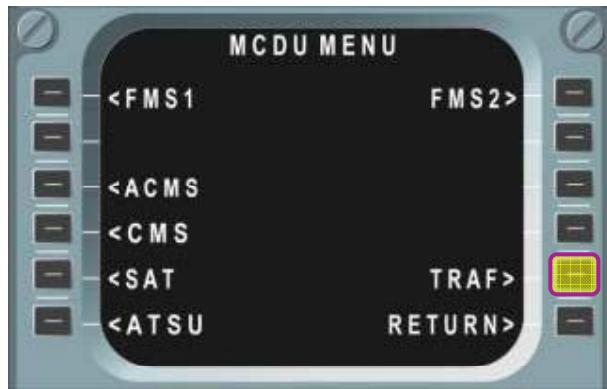 MCDU MENU
<FMS1 FMS2>
<ACMS
<CMS
<SAT TRAF>
<ATSU RETURN>